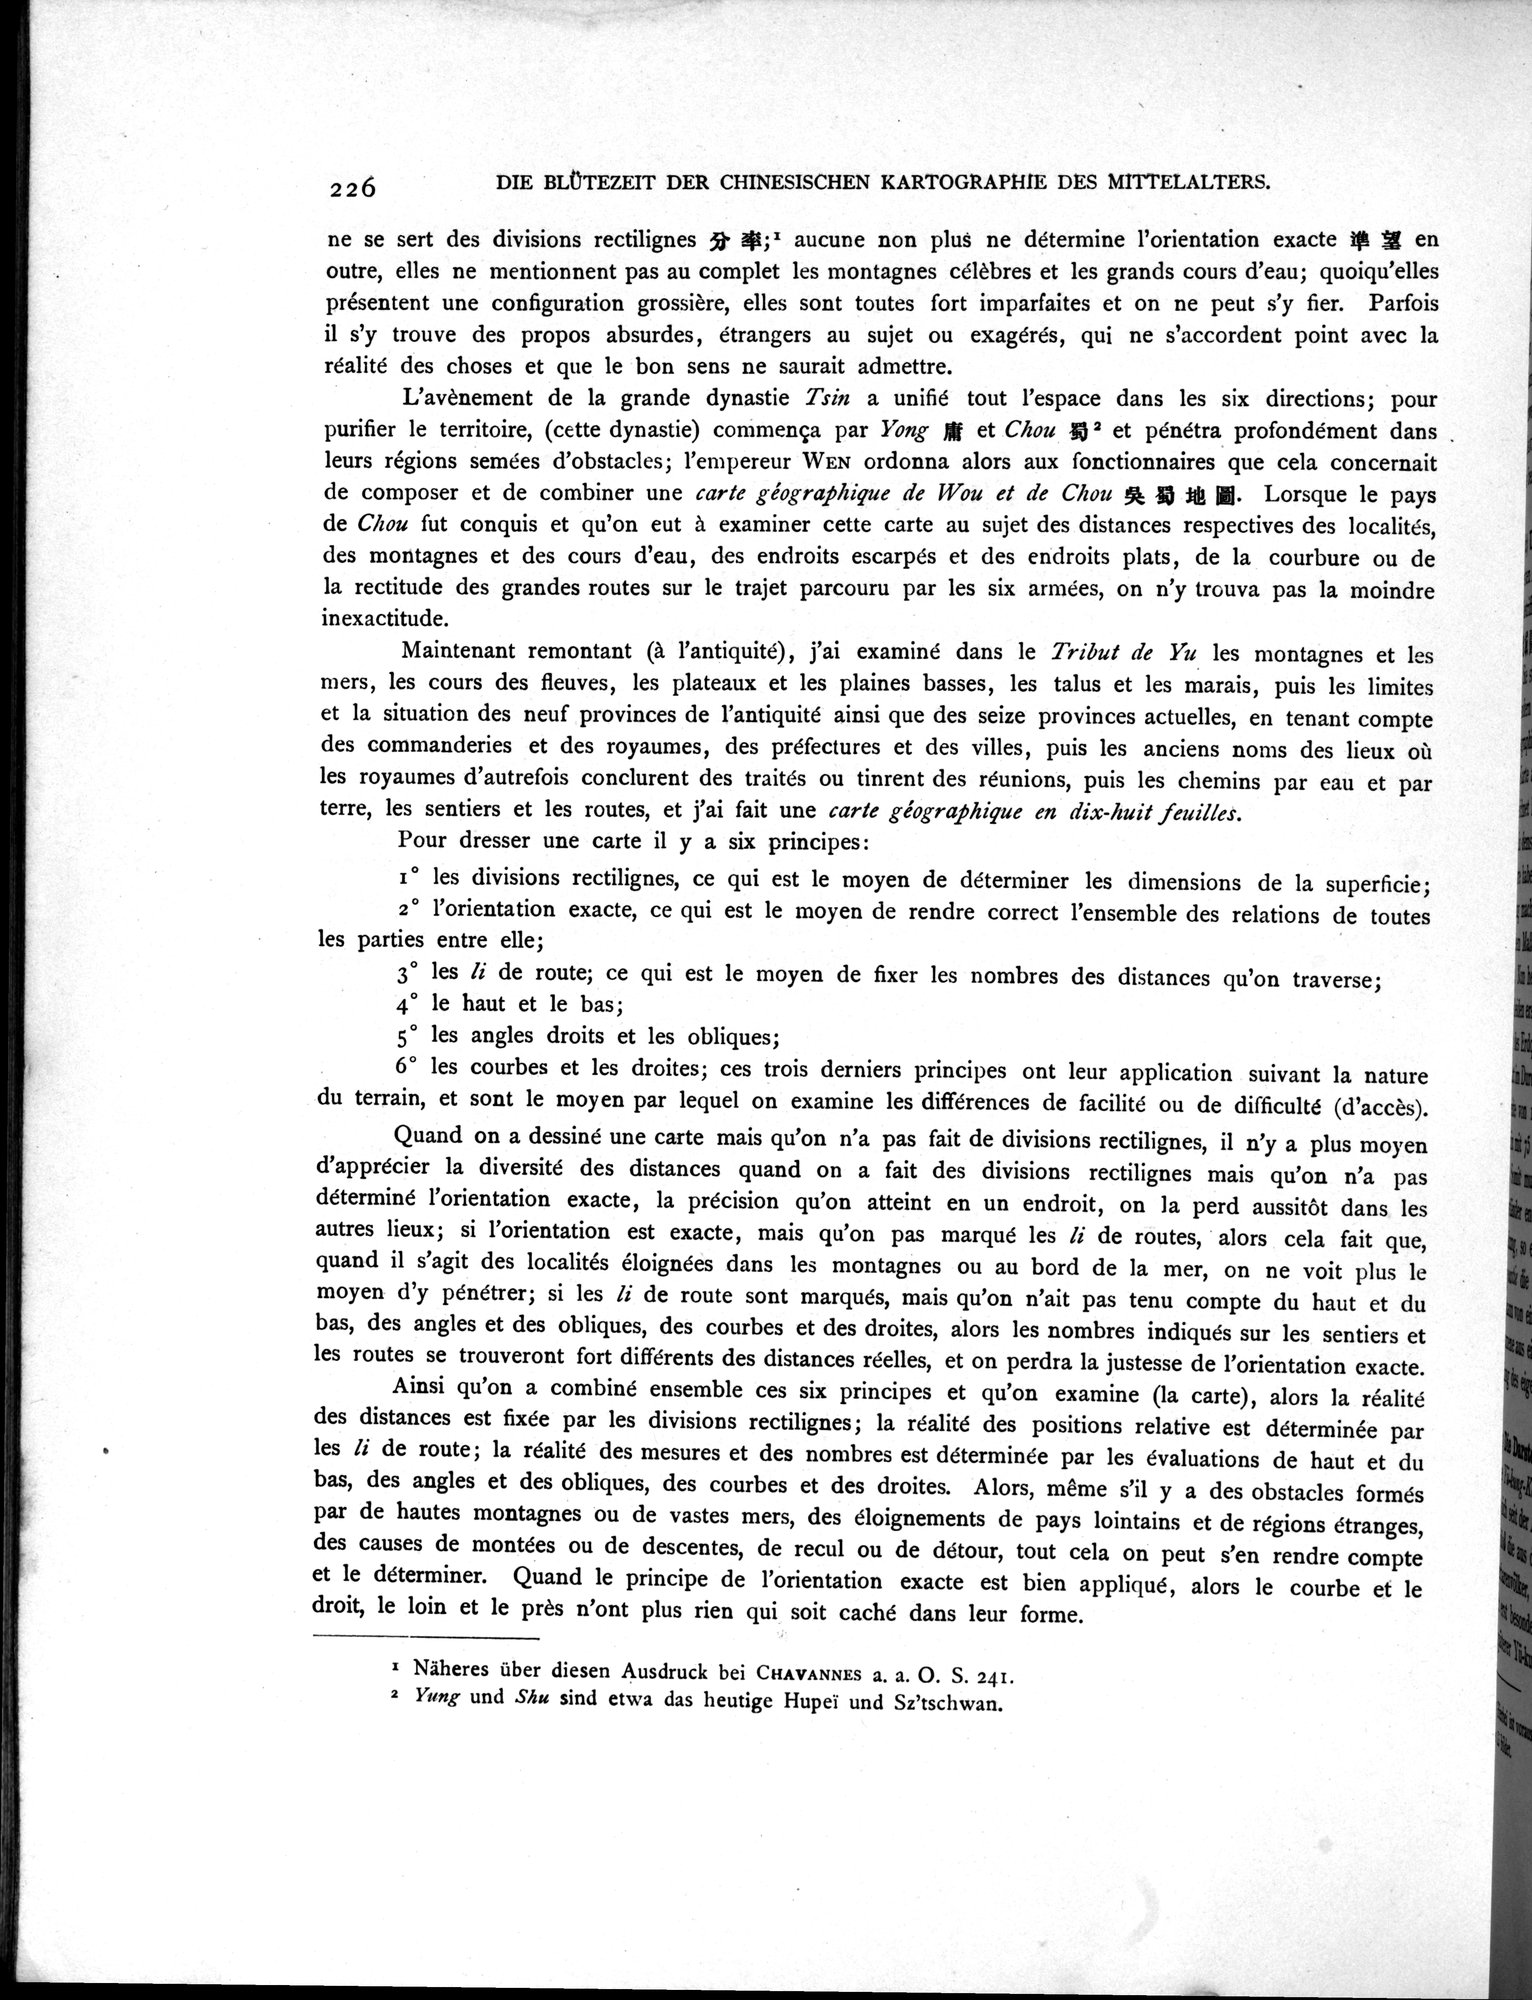 226 DIE BLÜTEZEIT DER CHINESISCHEN KARTOGRAPHIE DES MITTELALTERS.
ne se sert des divisions rectilignes 分 率;¹ aucune non plus ne détermine l'orientation exacte 準 望 en
outre, elles ne mentionnent pas au complet les montagnes célèbres et les grands cours d'eau; quoiqu'elles
présentent une configuration grossière, elles sont toutes fort imparfaites et on ne peut s'y fier. Parfois
il s'y trouve des propos absurdes, étrangers au sujet ou exagérés, qui ne s'accordent point avec la
réalité des choses et que le bon sens ne saurait admettre.
L'avènement de la grande dynastie Tsin a unifié tout l'espace dans les six directions; pour
purifier le territoire, (cette dynastie) commença par Yong 庸 et Chou 蜀² et pénétra profondément dans
leurs régions semées d'obstacles; l'empereur WEN ordonna alors aux fonctionnaires que cela concernait
de composer et de combiner une carte géographique de Wou et de Chou 吳 蜀 地 圖. Lorsque le pays
de Chou fut conquis et qu'on eut à examiner cette carte au sujet des distances respectives des localités,
des montagnes et des cours d'eau, des endroits escarpés et des endroits plats, de la courbure ou de
la rectitude des grandes routes sur le trajet parcouru par les six armées, on n'y trouva pas la moindre
inexactitude.
Maintenant remontant (à l'antiquité), j'ai examiné dans le Tribut de Yu les montagnes et les
mers, les cours des fleuves, les plateaux et les plaines basses, les talus et les marais, puis les limites
et la situation des neuf provinces de l'antiquité ainsi que des seize provinces actuelles, en tenant compte
des commanderies et des royaumes, des préfectures et des villes, puis les anciens noms des lieux où
les royaumes d'autrefois conclurent des traités ou tinrent des réunions, puis les chemins par eau et par
terre, les sentiers et les routes, et j'ai fait une carte géographique en dix-huit feuilles.
Pour dresser une carte il y a six principes:
1° les divisions rectilignes, ce qui est le moyen de déterminer les dimensions de la superficie;
2° l'orientation exacte, ce qui est le moyen de rendre correct l'ensemble des relations de toutes
les parties entre elle;
3° les li de route; ce qui est le moyen de fixer les nombres des distances qu'on traverse;
4° le haut et le bas;
5° les angles droits et les obliques;
6° les courbes et les droites; ces trois derniers principes ont leur application suivant la nature
du terrain, et sont le moyen par lequel on examine les différences de facilité ou de difficulté (d'accès).
Quand on a dessiné une carte mais qu'on n'a pas fait de divisions rectilignes, il n'y a plus moyen
d'apprécier la diversité des distances quand on a fait des divisions rectilignes mais qu'on n'a pas
déterminé l'orientation exacte, la précision qu'on atteint en un endroit, on la perd aussitôt dans les
autres lieux; si l'orientation est exacte, mais qu'on pas marqué les li de routes, alors cela fait que,
quand il s'agit des localités éloignées dans les montagnes ou au bord de la mer, on ne voit plus le
moyen d'y pénétrer; si les li de route sont marqués, mais qu'on n'ait pas tenu compte du haut et du
bas, des angles et des obliques, des courbes et des droites, alors les nombres indiqués sur les sentiers et
les routes se trouveront fort différents des distances réelles, et on perdra la justesse de l'orientation exacte.
Ainsi qu'on a combiné ensemble ces six principes et qu'on examine (la carte), alors la réalité
des distances est fixée par les divisions rectilignes; la réalité des positions relative est déterminée par
les li de route; la réalité des mesures et des nombres est déterminée par les évaluations de haut et du
bas, des angles et des obliques, des courbes et des droites. Alors, même s'il y a des obstacles formés
par de hautes montagnes ou de vastes mers, des éloignements de pays lointains et de régions étranges,
des causes de montées ou de descentes, de recul ou de détour, tout cela on peut s'en rendre compte
et le déterminer. Quand le principe de l'orientation exacte est bien appliqué, alors le courbe et le
droit, le loin et le près n'ont plus rien qui soit caché dans leur forme.
¹ Näheres über diesen Ausdruck bei CHAVANNES a. a. O. S. 241.
² Yung und Shu sind etwa das heutige Hupeï und Sz'tschwan.